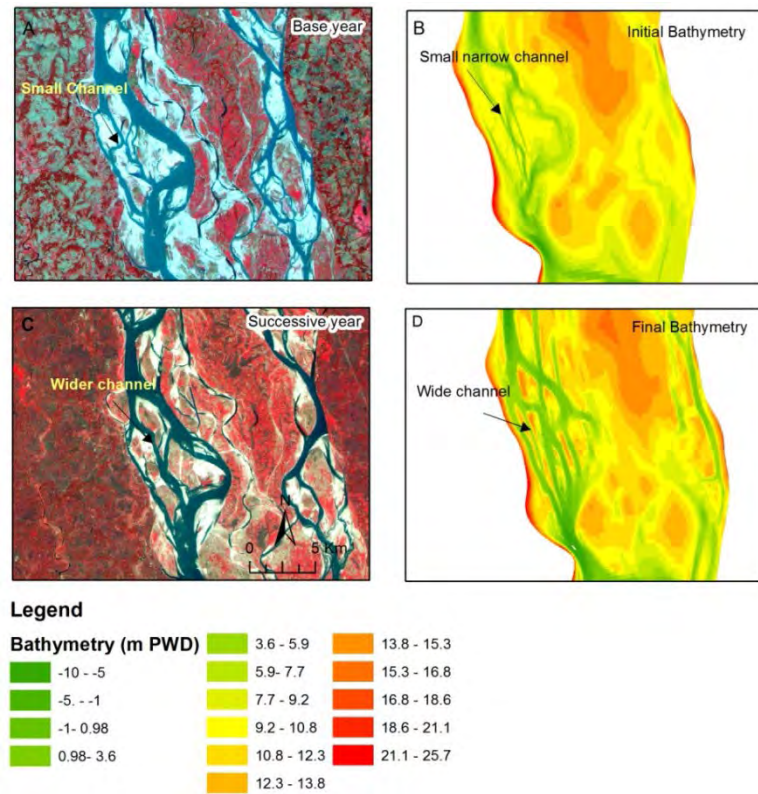 A
Base year
Small Channel
B
Initial Bathymetry
Small narrow channel
C
Successive year
Wider channel
N
0 5 Km
D
Final Bathymetry
Wide channel
Legend
Bathymetry (m PWD)
-10 - -5
-5. - -1
-1- 0.98
0.98- 3.6
3.6 - 5.9
5.9- 7.7
7.7 - 9.2
9.2 - 10.8
10.8 - 12.3
12.3 - 13.8
13.8 - 15.3
15.3 - 16.8
16.8 - 18.6
18.6 - 21.1
21.1 - 25.7